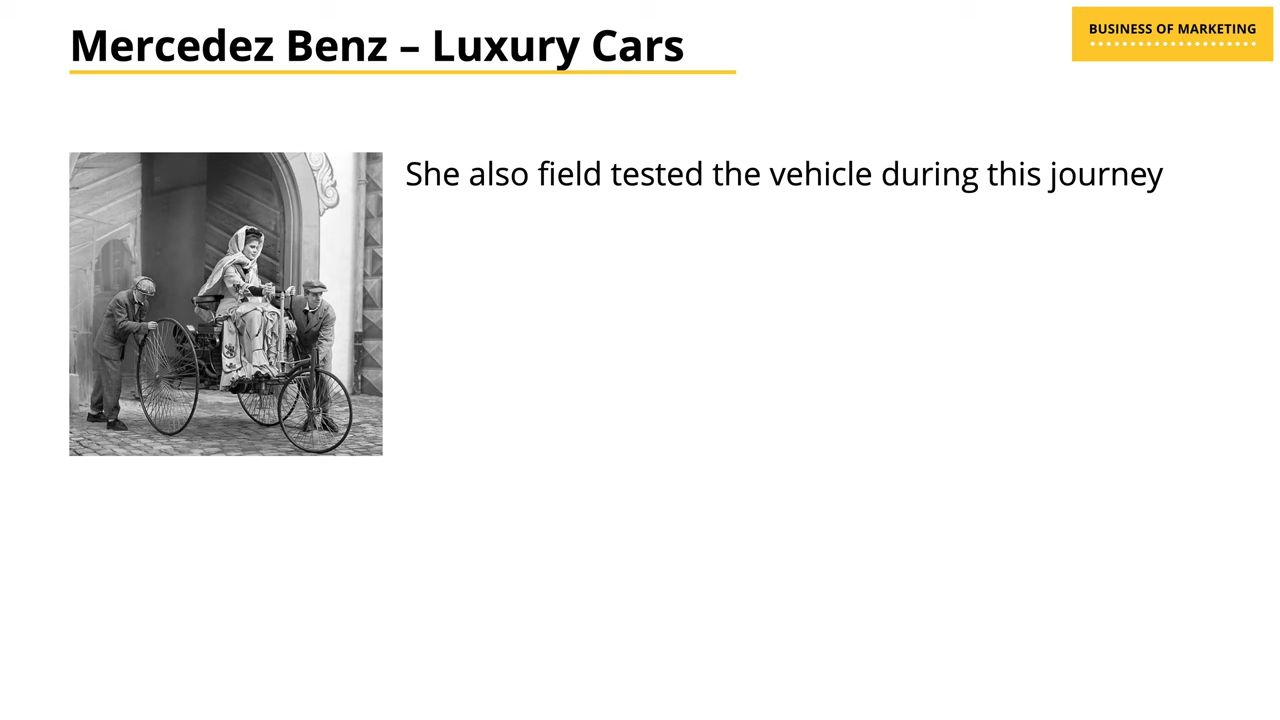 Mercedez Benz – Luxury Cars
BUSINESS OF MARKETING
She also field tested the vehicle during this journey